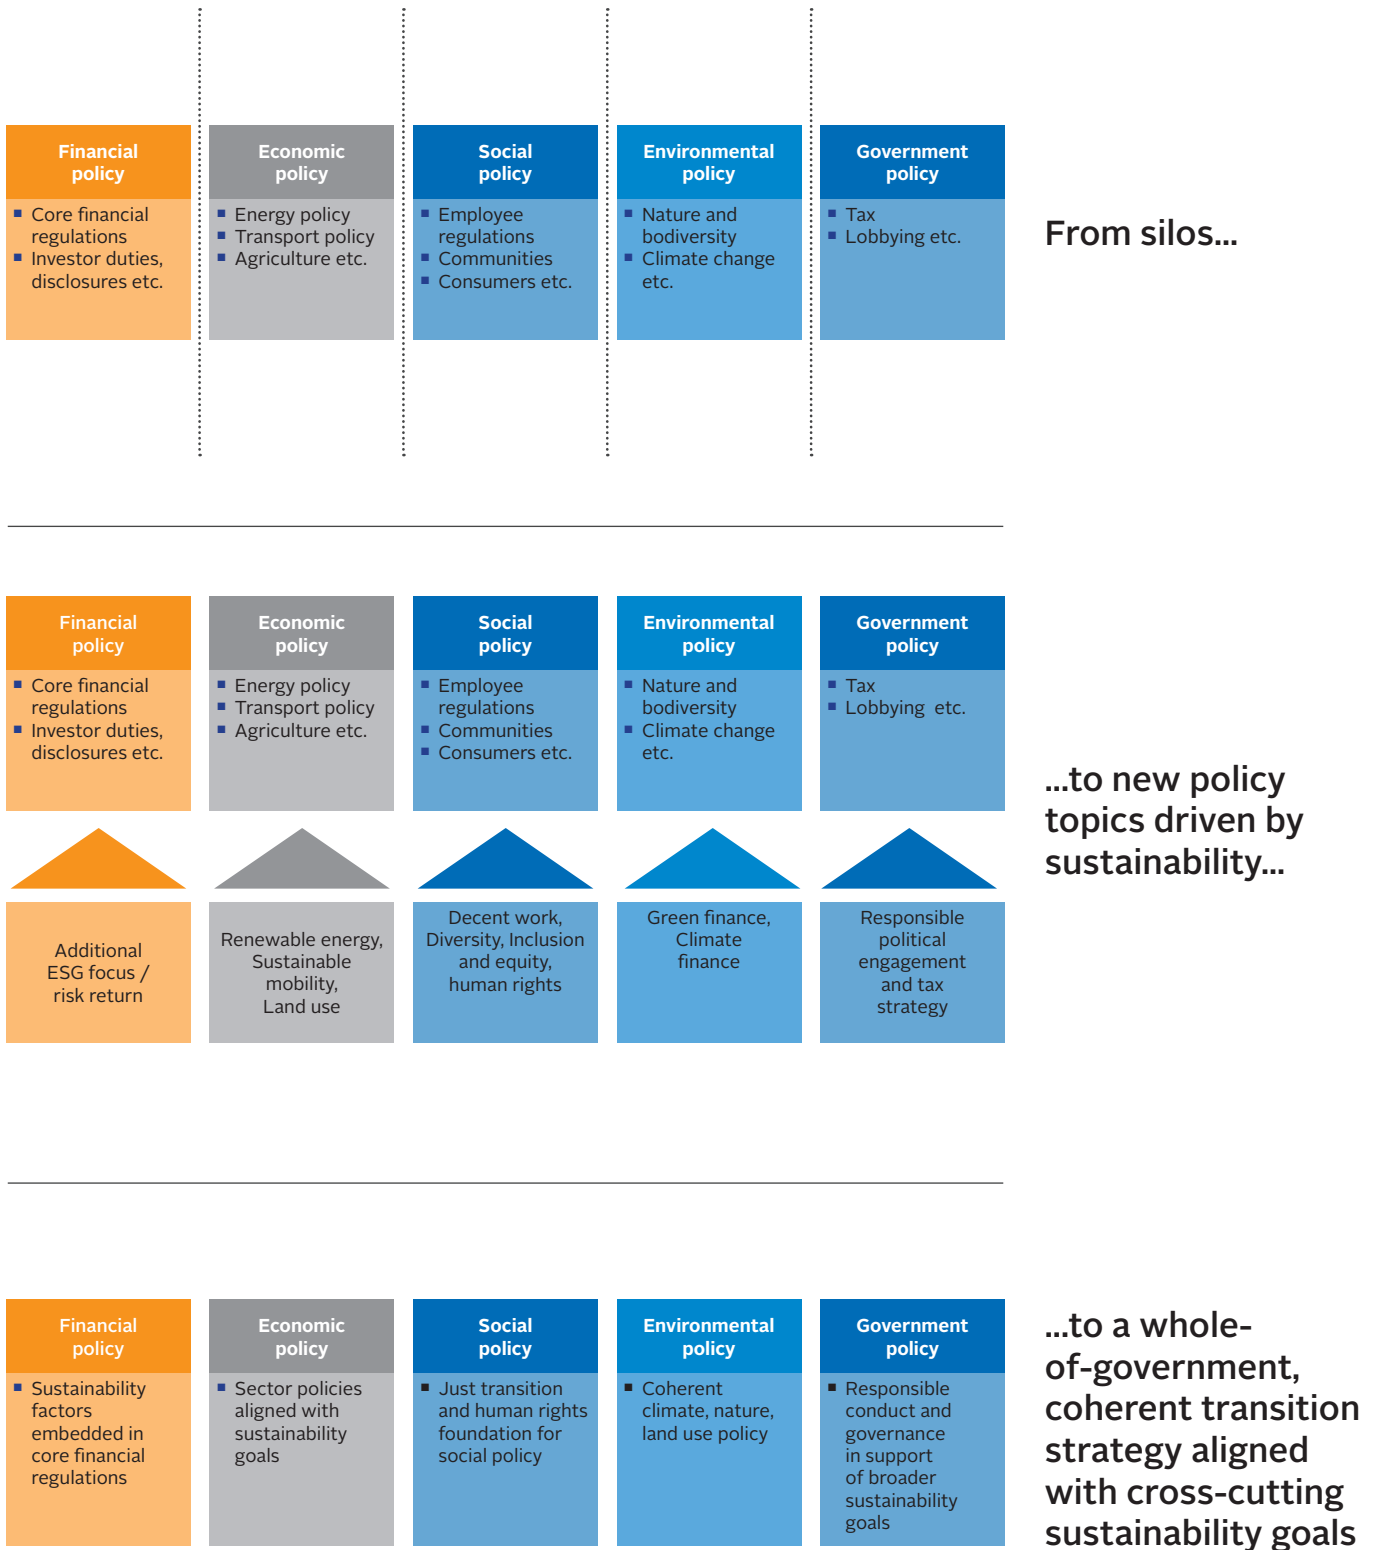 Financial
policy
■ Core financial
regulations
■ Investor duties,
disclosures etc.
Economic
policy
■ Energy policy
■ Transport policy
■ Agriculture etc.
Social
policy
■ Employee
regulations
■ Communities
■ Consumers etc.
Environmental
policy
■ Nature and
bodiversity
■ Climate change
etc.
Government
policy
■ Tax
■ Lobbying etc.
From silos...
Financial
policy
■ Core financial
regulations
■ Investor duties,
disclosures etc.
Economic
policy
■ Energy policy
■ Transport policy
■ Agriculture etc.
Social
policy
■ Employee
regulations
■ Communities
■ Consumers etc.
Environmental
policy
■ Nature and
bodiversity
■ Climate change
etc.
Government
policy
■ Tax
■ Lobbying etc.
Additional
ESG focus /
risk return
Renewable energy,
Sustainable
mobility,
Land use
Decent work,
Diversity, Inclusion
and equity,
human rights
Green finance,
Climate
finance
Responsible
political
engagement
and tax
strategy
...to new policy
topics driven by
sustainability...
Financial
policy
■ Sustainability
factors
embedded in
core financial
regulations
Economic
policy
■ Sector policies
aligned with
sustainability
goals
Social
policy
■ Just transition
and human rights
foundation for
social policy
Environmental
policy
■ Coherent
climate, nature,
land use policy
Government
policy
■ Responsible
conduct and
governance
in support
of broader
sustainability
goals
...to a whole-
of-government,
coherent transition
strategy aligned
with cross-cutting
sustainability goals